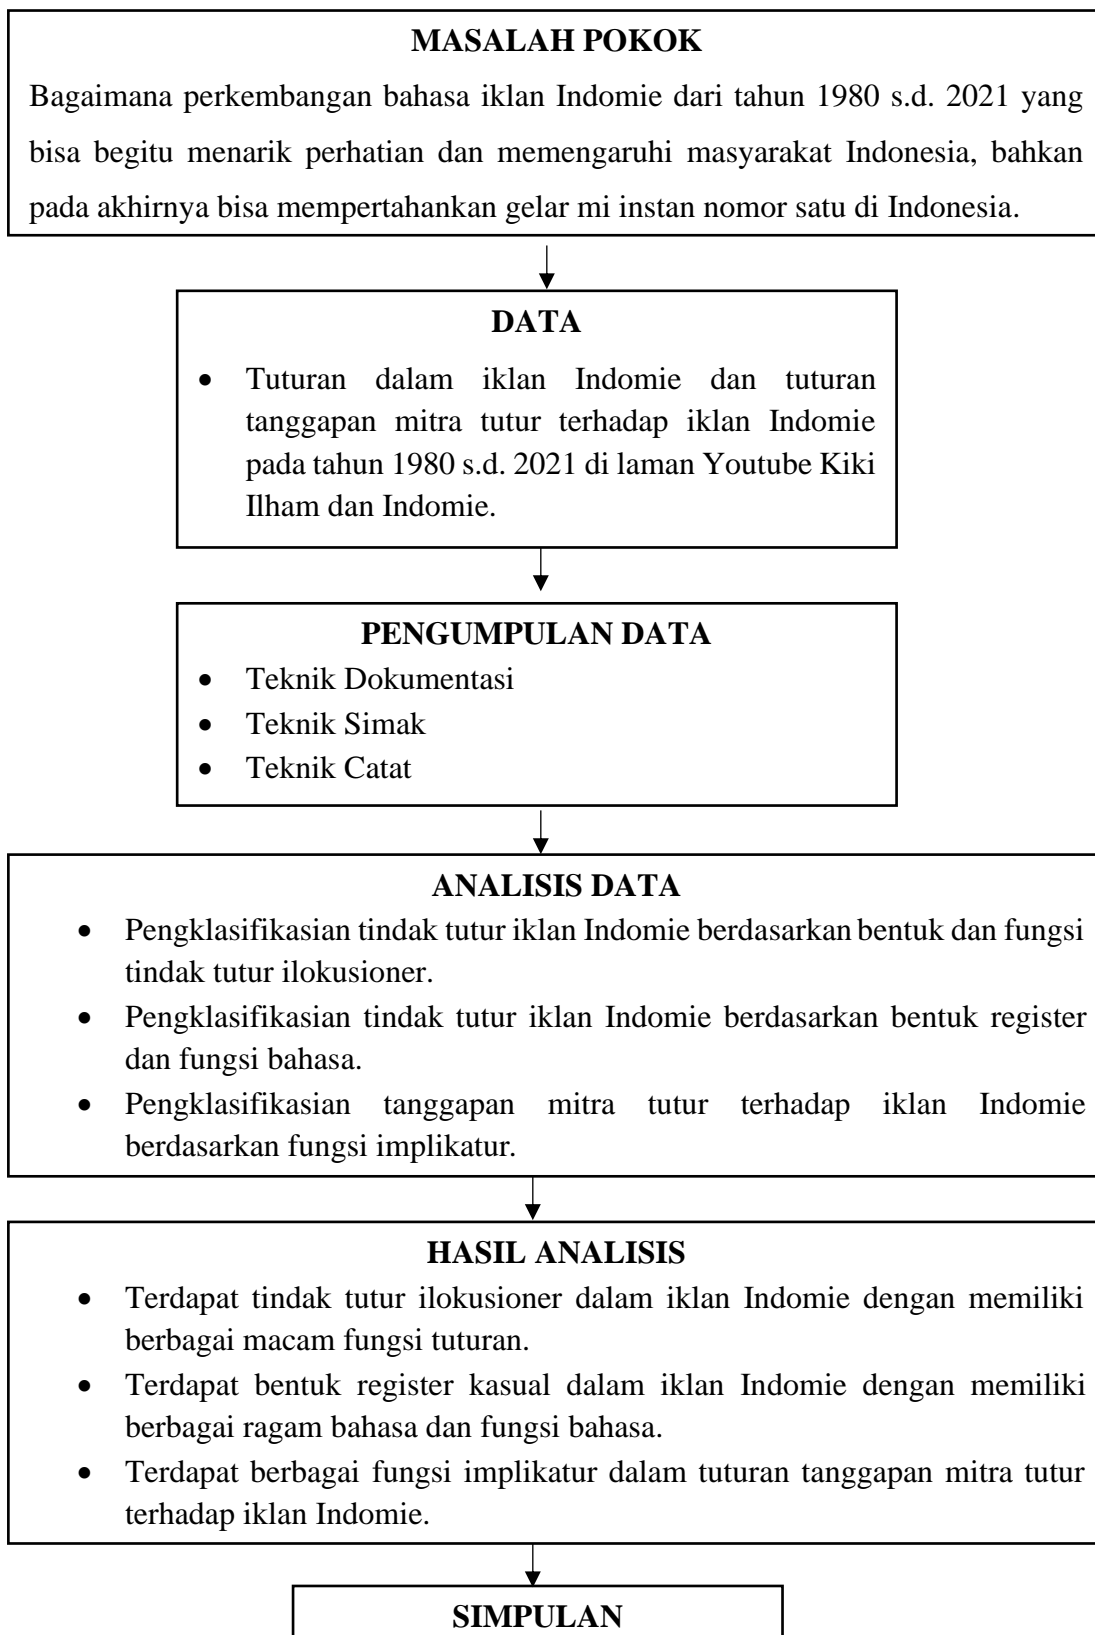 MASALAH POKOK
Bagaimana perkembangan bahasa iklan Indomie dari tahun 1980 s.d. 2021 yang
bisa begitu menarik perhatian dan memengaruhi masyarakat Indonesia, bahkan
pada akhirnya bisa mempertahankan gelar mi instan nomor satu di Indonesia.
DATA
• Tuturan dalam iklan Indomie dan tuturan
tanggapan mitra tutur terhadap iklan Indomie
pada tahun 1980 s.d. 2021 di laman Youtube Kiki
Ilham dan Indomie.
PENGUMPULAN DATA
• Teknik Dokumentasi
• Teknik Simak
• Teknik Catat
ANALISIS DATA
• Pengklasifikasian tindak tutur iklan Indomie berdasarkan bentuk dan fungsi
tindak tutur ilokusioner.
• Pengklasifikasian tindak tutur iklan Indomie berdasarkan bentuk register
dan fungsi bahasa.
• Pengklasifikasian tanggapan mitra tutur terhadap iklan Indomie
berdasarkan fungsi implikatur.
HASIL ANALISIS
• Terdapat tindak tutur ilokusioner dalam iklan Indomie dengan memiliki
berbagai macam fungsi tuturan.
• Terdapat bentuk register kasual dalam iklan Indomie dengan memiliki
berbagai ragam bahasa dan fungsi bahasa.
• Terdapat berbagai fungsi implikatur dalam tuturan tanggapan mitra tutur
terhadap iklan Indomie.
SIMPULAN